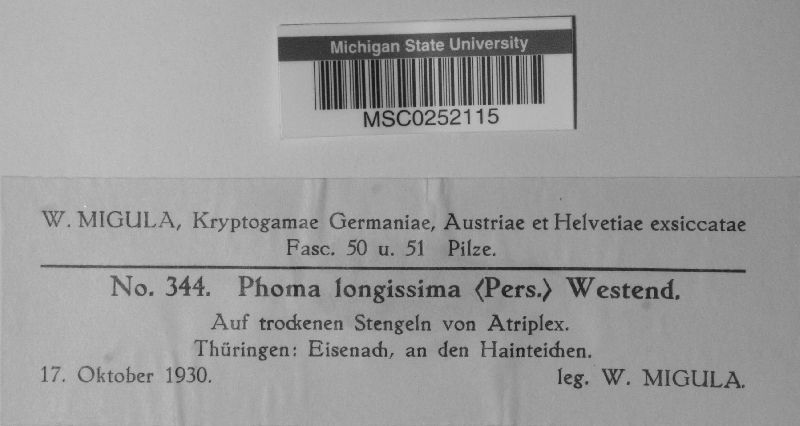 Michigan State University
MSC0252115
W. MIGULA, Kryptogamae Germaniae, Austriae et Helvetiae exsiccatae
Fasc. 50 u. 51 Pilze.
No. 344. Phoma longissima ⟨Pers.⟩ Westend.
Auf trockenen Stengeln von Atriplex.
Thüringen: Eisenach, an den Hainteichen.
17. Oktober 1930. leg. W. MIGULA.